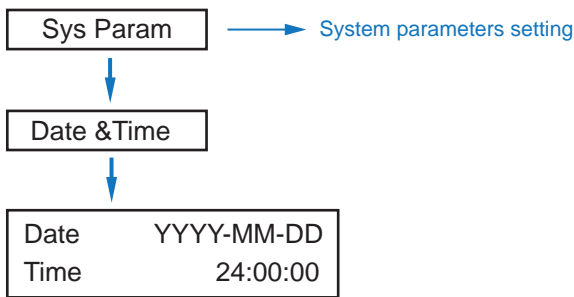 Sys Param System parameters setting
Date &Time
Date YYYY-MM-DD
Time 24:00:00